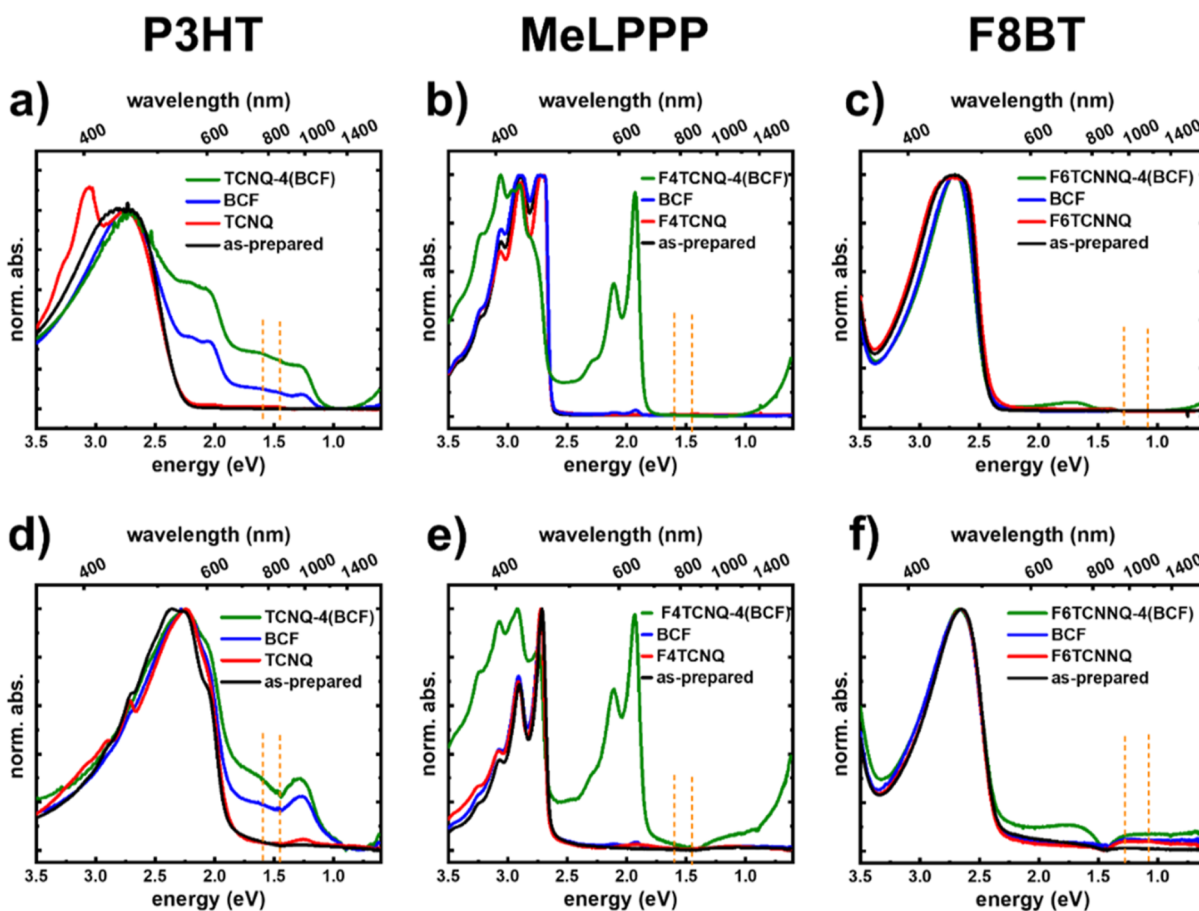 P3HT MeLPPP F8BT
a) b) c)
wavelength (nm) wavelength (nm) wavelength (nm)
400 600 800 1000 1400 400 600 800 1000 1400 400 600 800 1000 1400
TCNQ-4(BCF) F4TCNQ-4(BCF) F6TCNNQ-4(BCF)
BCF BCF BCF
TCNQ F4TCNQ F6TCNNQ
as-prepared as-prepared as-prepared
norm. abs. norm. abs. norm. abs.
3.5 3.0 2.5 2.0 1.5 1.0 3.5 3.0 2.5 2.0 1.5 1.0 3.5 3.0 2.5 2.0 1.5 1.0
energy (eV) energy (eV) energy (eV)
d) e) f)
wavelength (nm) wavelength (nm) wavelength (nm)
400 600 800 1000 1400 400 600 800 1000 1400 400 600 800 1000 1400
TCNQ-4(BCF) F4TCNQ-4(BCF) F6TCNNQ-4(BCF)
BCF BCF BCF
TCNQ F4TCNQ F6TCNNQ
as-prepared as-prepared as-prepared
norm. abs. norm. abs. norm. abs.
3.5 3.0 2.5 2.0 1.5 1.0 3.5 3.0 2.5 2.0 1.5 1.0 3.5 3.0 2.5 2.0 1.5 1.0
energy (eV) energy (eV) energy (eV)